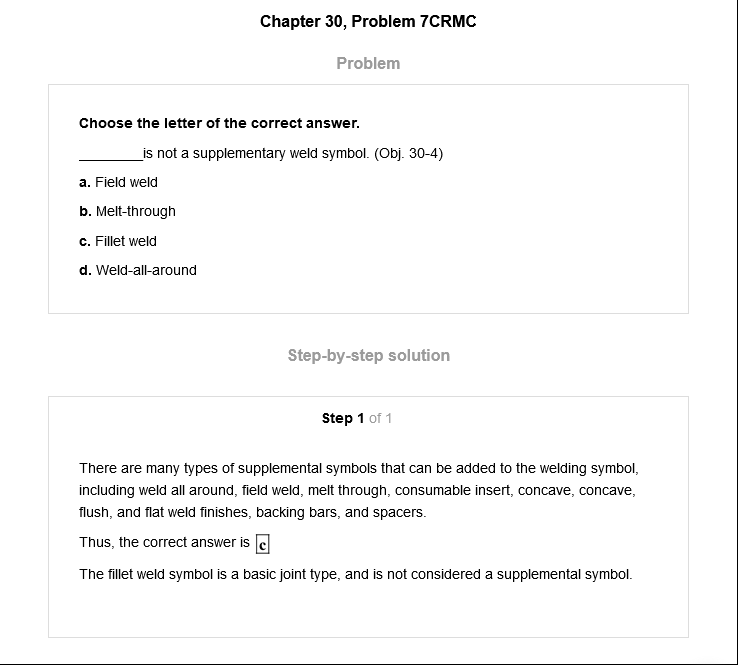 Chapter 30, Problem 7CRMC
Problem
Choose the letter of the correct answer.
________is not a supplementary weld symbol. (Obj. 30-4)
a. Field weld
b. Melt-through
c. Fillet weld
d. Weld-all-around
Step-by-step solution
Step 1 of 1
There are many types of supplemental symbols that can be added to the welding symbol,
including weld all around, field weld, melt through, consumable insert, concave, concave,
flush, and flat weld finishes, backing bars, and spacers.
Thus, the correct answer is c
The fillet weld symbol is a basic joint type, and is not considered a supplemental symbol.